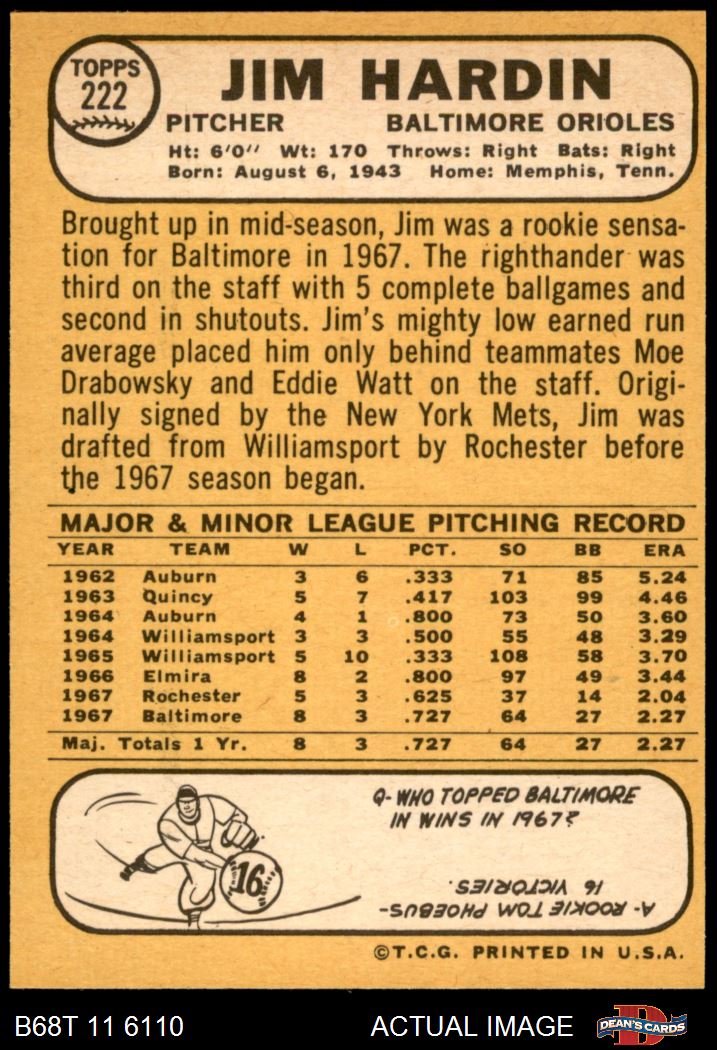 TOPPS
222
JIM HARDIN
PITCHER BALTIMORE ORIOLES
Ht: 6'0'' Wt: 170 Throws: Right Bats: Right
Born: August 6, 1943 Home: Memphis, Tenn.
Brought up in mid-season, Jim was a rookie sensa-
tion for Baltimore in 1967. The righthander was
third on the staff with 5 complete ballgames and
second in shutouts. Jim's mighty low earned run
average placed him only behind teammates Moe
Drabowsky and Eddie Watt on the staff. Origi-
nally signed by the New York Mets, Jim was
drafted from Williamsport by Rochester before
the 1967 season began.
MAJOR & MINOR LEAGUE PITCHING RECORD
YEAR TEAM W L PCT. SO BB ERA
1962 Auburn 3 6 .333 71 85 5.24
1963 Quincy 5 7 .417 103 99 4.46
1964 Auburn 4 1 .800 73 50 3.60
1964 Williamsport 3 3 .500 55 48 3.29
1965 Williamsport 5 10 .333 108 58 3.70
1966 Elmira 8 2 .800 97 49 3.44
1967 Rochester 5 3 .625 37 14 2.04
1967 Baltimore 8 3 .727 64 27 2.27
Maj. Totals 1 Yr. 8 3 .727 64 27 2.27
Q-WHO TOPPED BALTIMORE
IN WINS IN 1967?
16
A-ROOKIE TOM PHOEBUS-
16 VICTORIES.
©T.C.G. PRINTED IN U.S.A.
B68T 11 6110 ACTUAL IMAGE
D
DEAN'S CARDS